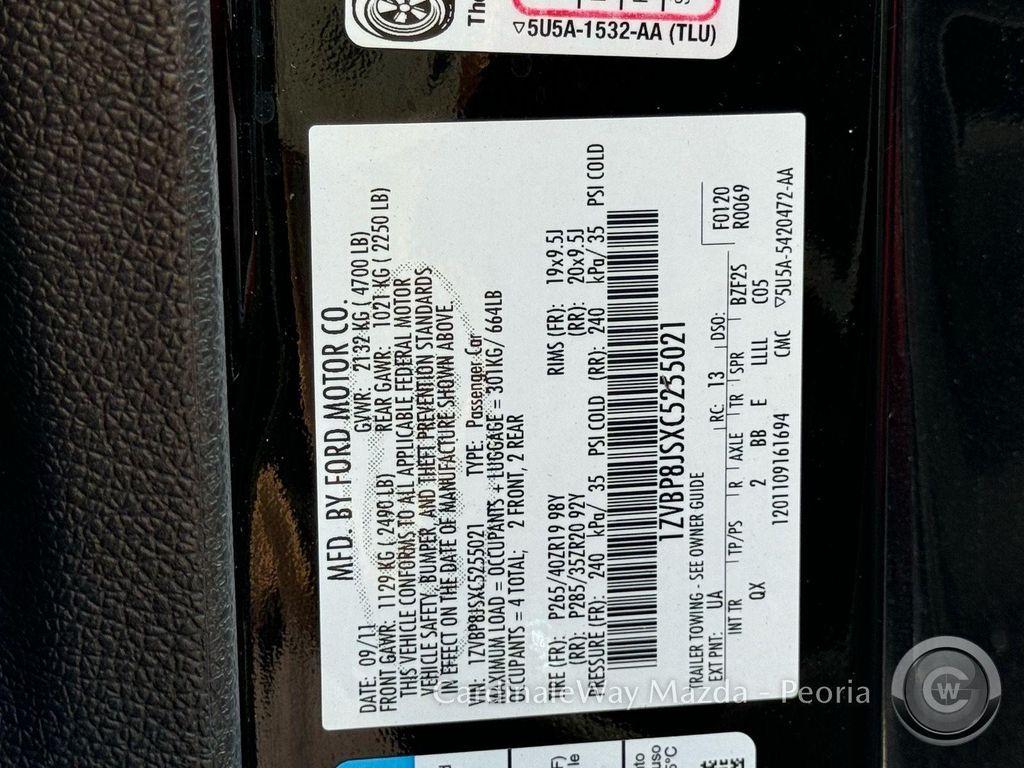 The
▽5U5A-1532-AA (TLU)
MFD. BY FORD MOTOR CO.
DATE: 09/11 GVWR: 2132 KG ( 4700 LB)
FRONT GAWR: 1129 KG ( 2490 LB) REAR GAWR: 1021 KG ( 2250 LB)
THIS VEHICLE CONFORMS TO ALL APPLICABLE FEDERAL MOTOR
VEHICLE SAFETY, BUMPER, AND THEFT PREVENTION STANDARDS
IN EFFECT ON THE DATE OF MANUFACTURE SHOWN ABOVE.
VIN: 1ZVBP8JSXC5255021 TYPE: Passenger Car
MAXIMUM LOAD = OCCUPANTS + LUGGAGE = 301KG/ 664LB
OCCUPANTS = 4 TOTAL; 2 FRONT, 2 REAR
TIRE (FR): P265/40ZR19 98Y RIMS (FR): 19x9.5J
(RR): P285/35ZR20 92Y (RR): 20x9.5J
PRESSURE (FR): 240 kPa/ 35 PSI COLD (RR): 240 kPa/ 35 PSI COLD
1ZVBP8JSXC5255021
TRAILER TOWING - SEE OWNER GUIDE
F0120
EXT PNT: UA RC: 13 DSO: R0069
INT TR TP/PS R AXLE TR SPR BZF2S
QX 2 BB E LLLL C05
1201109161694 CMC ▽5U5A-5420472-AA
CardinaleWay Mazda - Peoria
CW